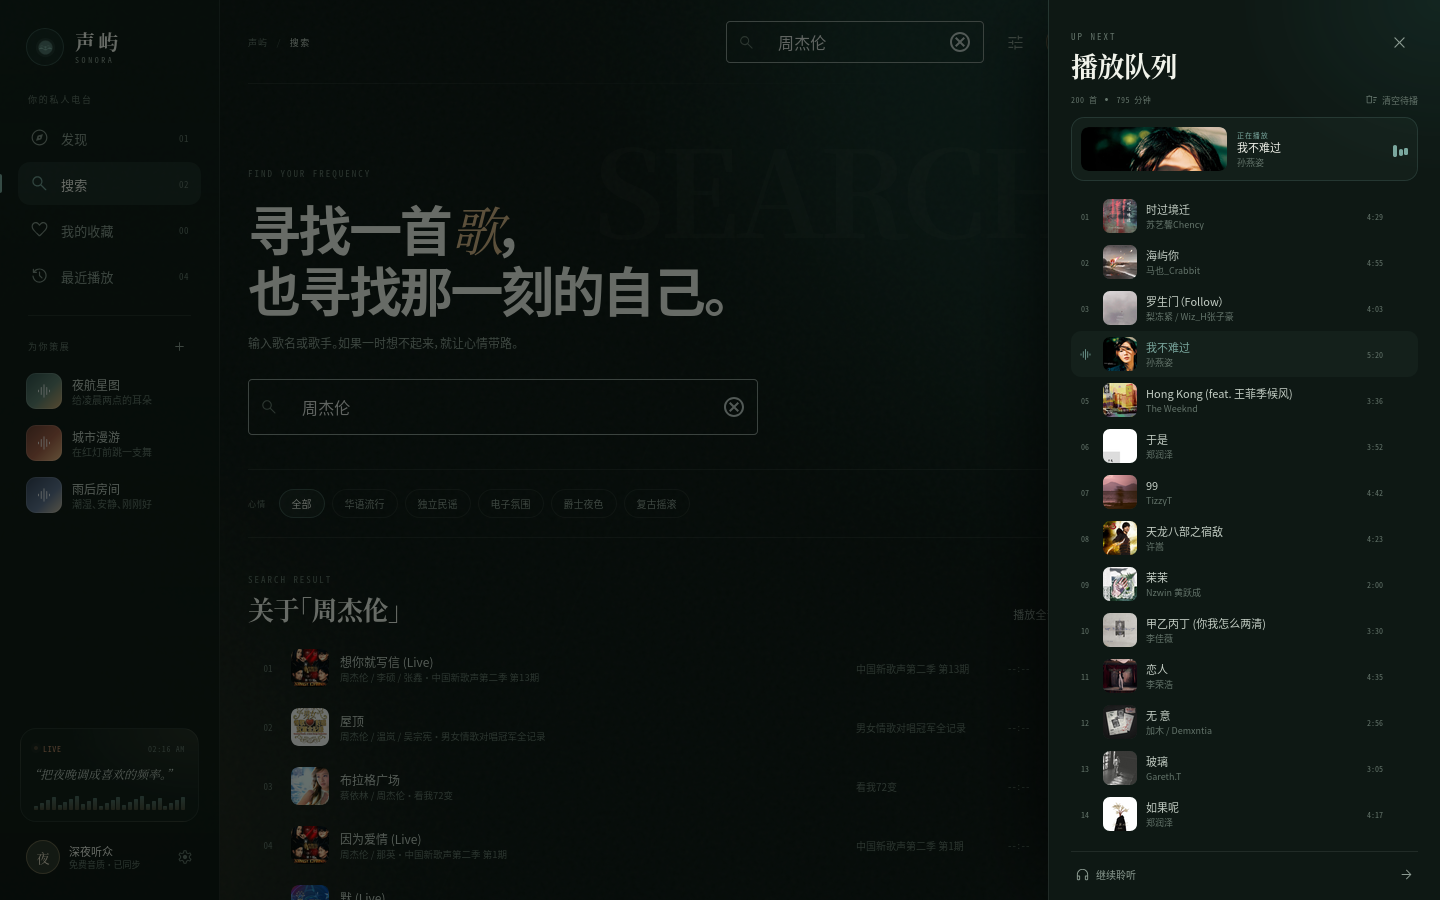 声屿
SONORA
你的私人电台
发现 01
搜索 02
我的收藏 00
最近播放 04
为你策展
夜航星图
给凌晨两点的耳朵
城市漫游
在红灯前跳一支舞
雨后房间
潮湿、安静、刚刚好
LIVE 02:16 AM
“把夜晚调成喜欢的频率。”
夜
深夜听众
免费音质・已同步
声屿 / 搜索
周杰伦
SEARCH
FIND YOUR FREQUENCY
寻找一首歌，
也寻找那一刻的自己。
输入歌名或歌手。如果一时想不起来，就让心情带路。
周杰伦
心情 全部 华语流行 独立民谣 电子氛围 爵士夜色 复古摇滚
SEARCH RESULT
关于「周杰伦」
播放全
01 想你就写信 (Live) 中国新歌声第二季 第13期 --:--
周杰伦 / 李硕 / 张鑫・中国新歌声第二季 第13期
02 屋顶 男女情歌对唱冠军全记录 --:--
周杰伦 / 温岚 / 吴宗宪・男女情歌对唱冠军全记录
03 布拉格广场 看我72变 --:--
蔡依林 / 周杰伦・看我72变
04 因为爱情 (Live) 中国新歌声第二季 第1期 --:--
周杰伦 / 那英・中国新歌声第二季 第1期
默 (Live)
UP NEXT
播放队列
200 首 • 795 分钟 清空待播
正在播放
我不难过
孙燕姿
01 时过境迁 4:29
苏艺馨Chency
02 海屿你 4:55
马也_Crabbit
03 罗生门（Follow） 4:03
梨冻紧 / Wiz_H张子豪
我不难过 5:20
孙燕姿
05 Hong Kong (feat. 王菲季候风) 3:36
The Weeknd
06 于是 3:52
郑润泽
07 99 4:42
TizzyT
08 天龙八部之宿敌 4:23
许嵩
09 茉茉 2:00
Nzwin 黄跃成
10 甲乙丙丁 (你我怎么两清) 3:30
李佳薇
11 恋人 4:35
李荣浩
12 无意 2:56
加木 / Demxntia
13 玻璃 3:05
Gareth.T
14 如果呢 4:17
郑润泽
继续聆听